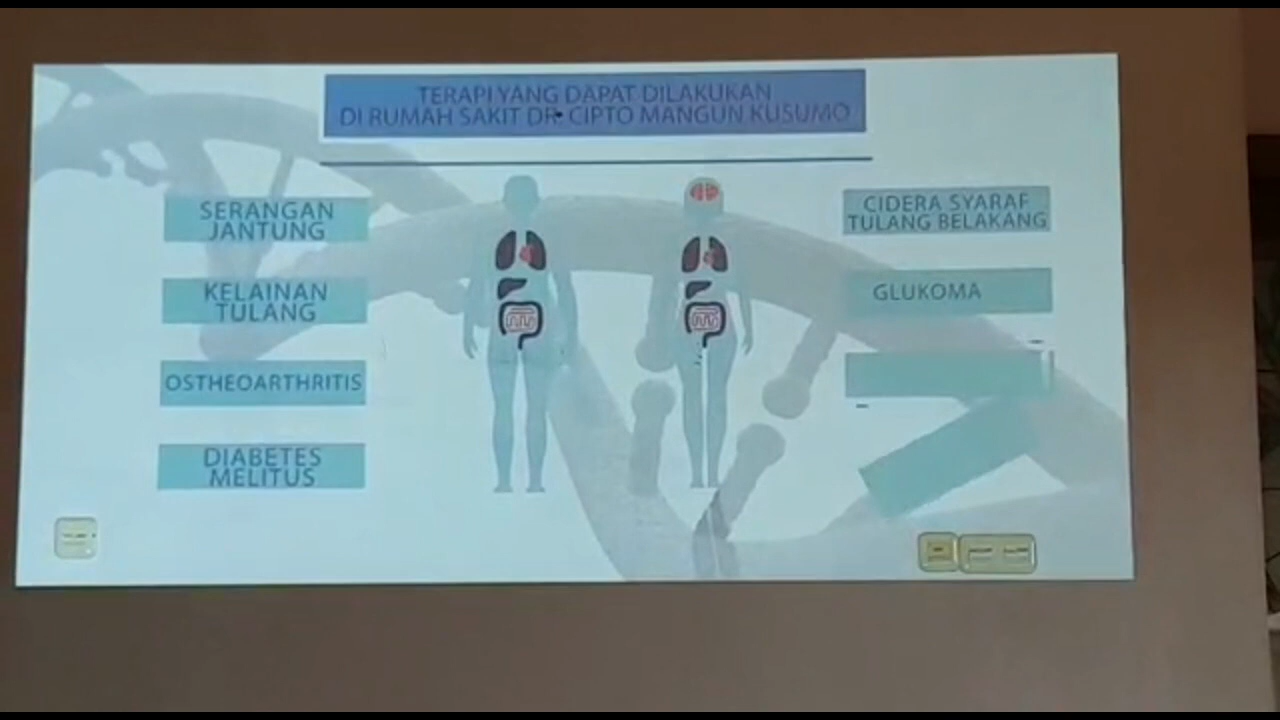 TERAPI YANG DAPAT DILAKUKAN
DI RUMAH SAKIT DR. CIPTO MANGUN KUSUMO
SERANGAN
JANTUNG
KELAINAN
TULANG
OSTHEOARTHRITIS
DIABETES
MELITUS
CIDERA SYARAF
TULANG BELAKANG
GLUKOMA